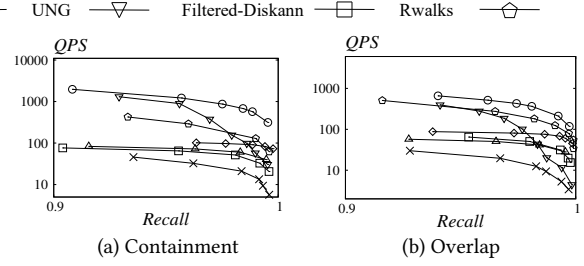 UNG Filtered-Diskann Rwalks
QPS QPS
10000
1000 1000
100 100
10 10
0.9 1 0.9 1
Recall Recall
(a) Containment (b) Overlap